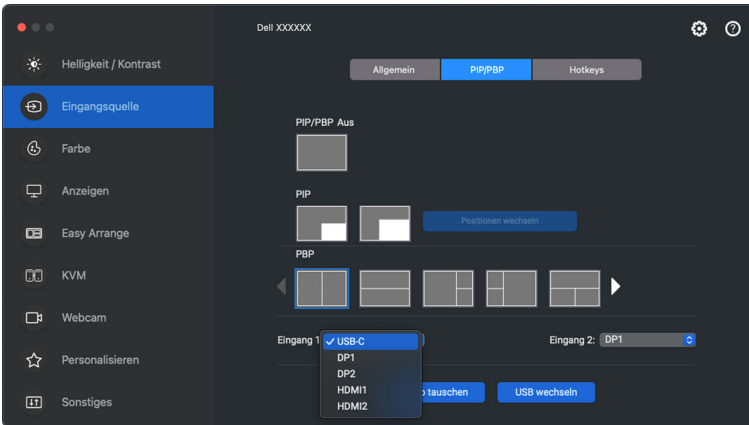 Dell XXXXXX
Helligkeit / Kontrast
Eingangsquelle
Farbe
Anzeigen
Easy Arrange
KVM
Webcam
Personalisieren
Sonstiges
Allgemein
PIP/PBP
Hotkeys
PIP/PBP Aus
PIP
Positionen wechseln
PBP
Eingang 1
USB-C
DP1
DP2
HDMI1
HDMI2
Eingang 2: DP1
tauschen
USB wechseln